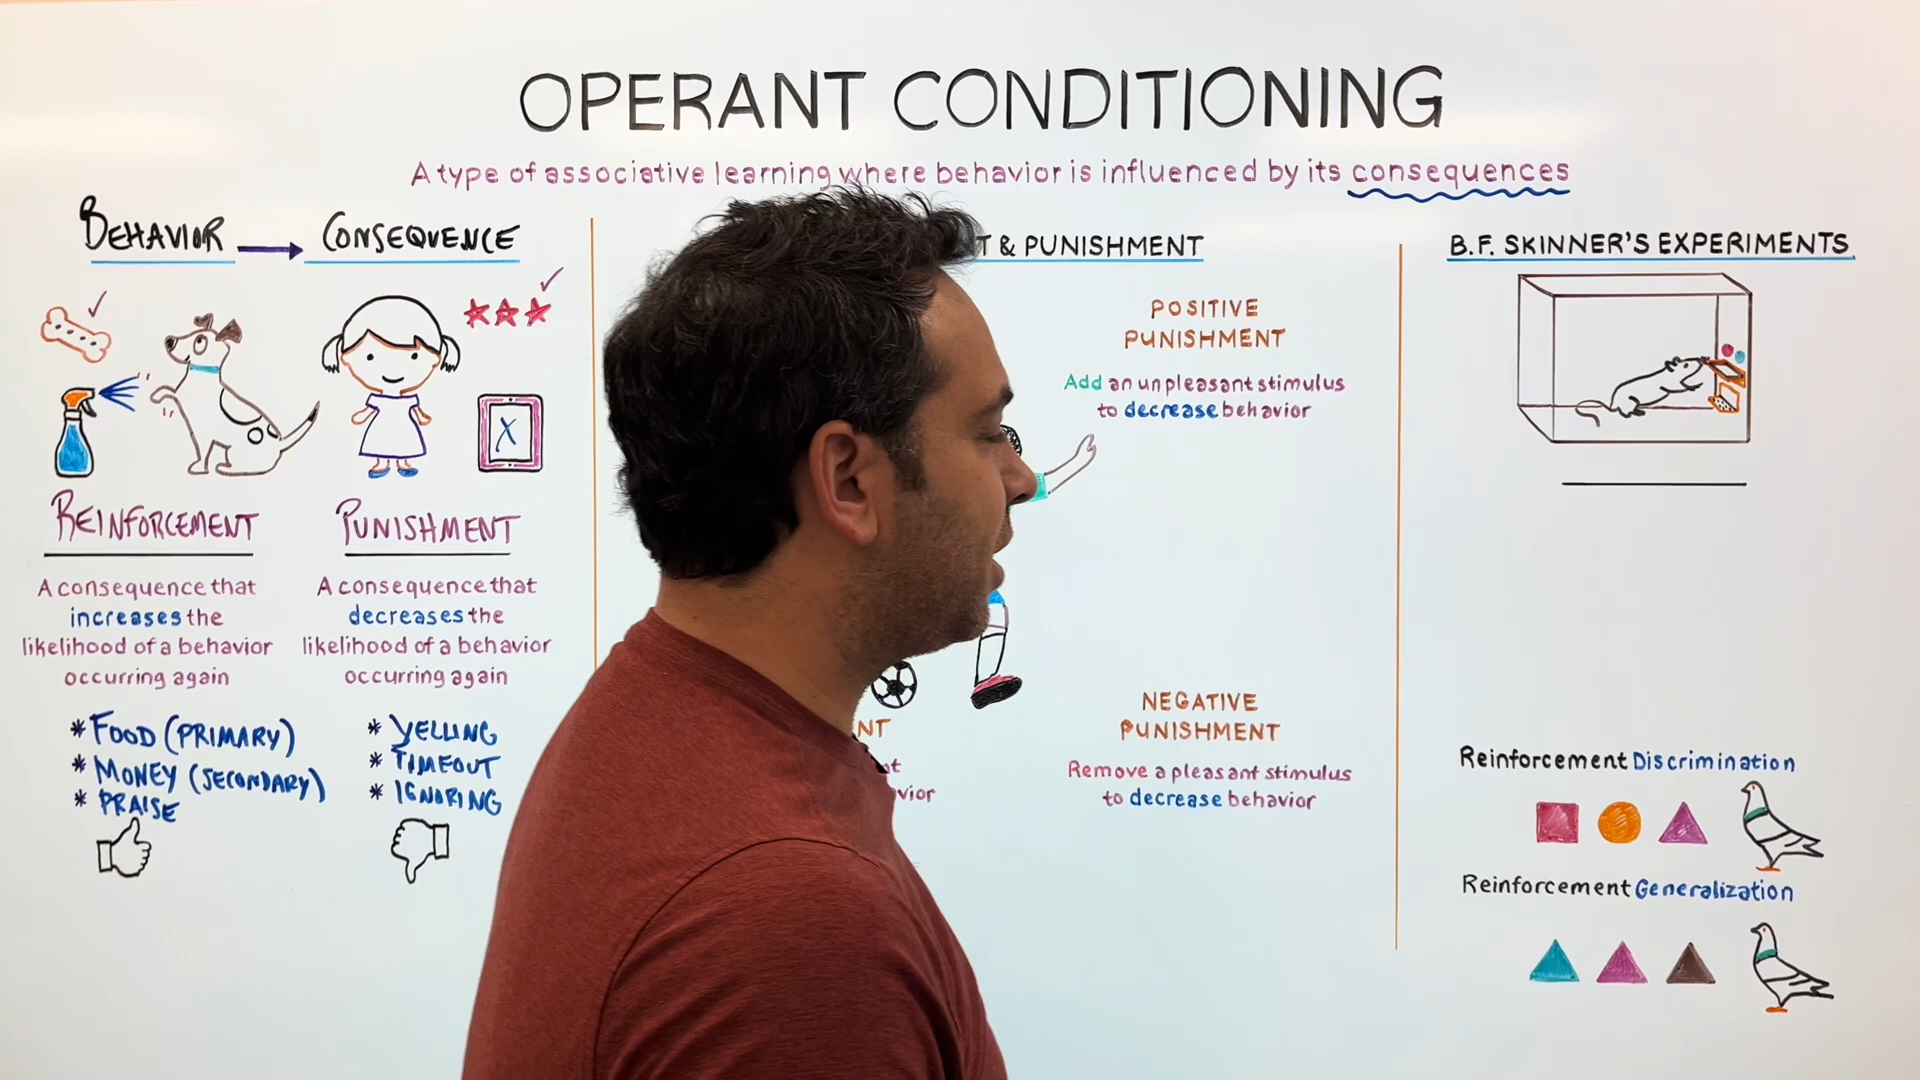 OPERANT CONDITIONING
A type of associative learning where behavior is influenced by its consequences
BEHAVIOR
CONSEQUENCE
X
REINFORCEMENT
A consequence that
increases the
likelihood of a behavior
occurring again
* FOOD (PRIMARY)
* MONEY (SECONDARY)
* PRAISE
PUNISHMENT
A consequence that
decreases the
likelihood of a behavior
occurring again
* YELLING
* TIMEOUT
* IGNORING
& PUNISHMENT
POSITIVE
PUNISHMENT
Add an unpleasant stimulus
to decrease behavior
NEGATIVE
PUNISHMENT
Remove a pleasant stimulus
to decrease behavior
B.F. SKINNER'S EXPERIMENTS
Reinforcement Discrimination
Reinforcement Generalization